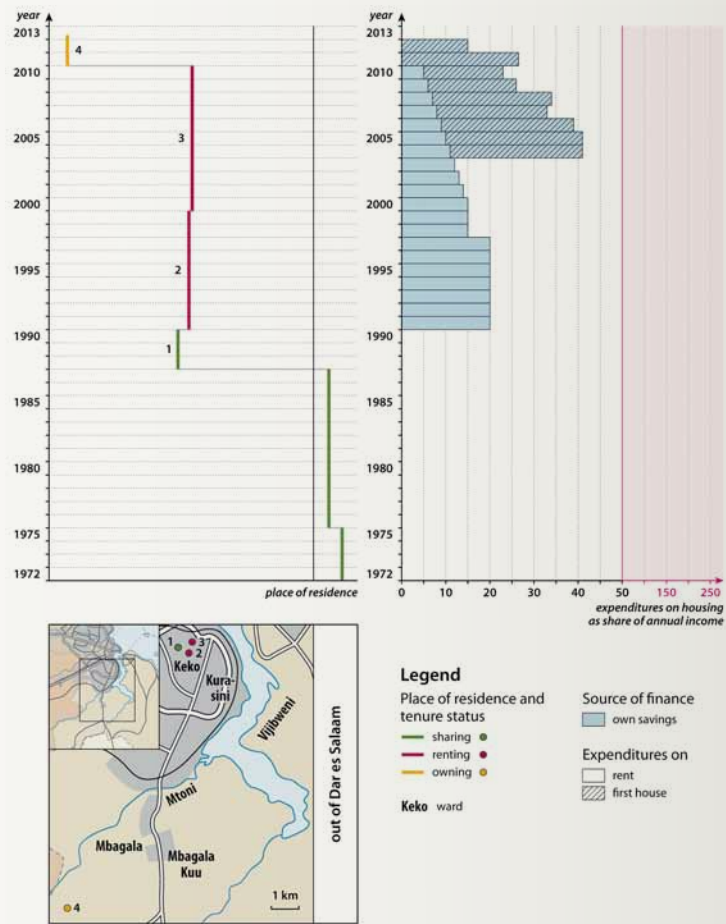 year
2013
2010
2005
2000
1995
1990
1985
1980
1975
1972
4
3
2
1
place of residence
year
2013
2010
2005
2000
1995
1990
1985
1980
1975
1972
0 10 20 30 40 50 150 250
expenditures on housing
as share of annual income
1
3
2
Keko
Kura-
sini
Vijibweni
Mtoni
Mbagala
Mbagala
Kuu
4
1 km
out of Dar es Salaam
Legend
Place of residence and
tenure status
sharing
renting
owning
Keko ward
Source of finance
own savings
Expenditures on
rent
first house